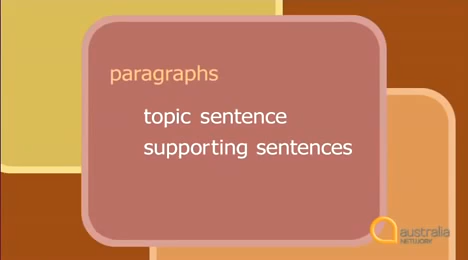 paragraphs
topic sentence
supporting sentences
australia
NETWORK